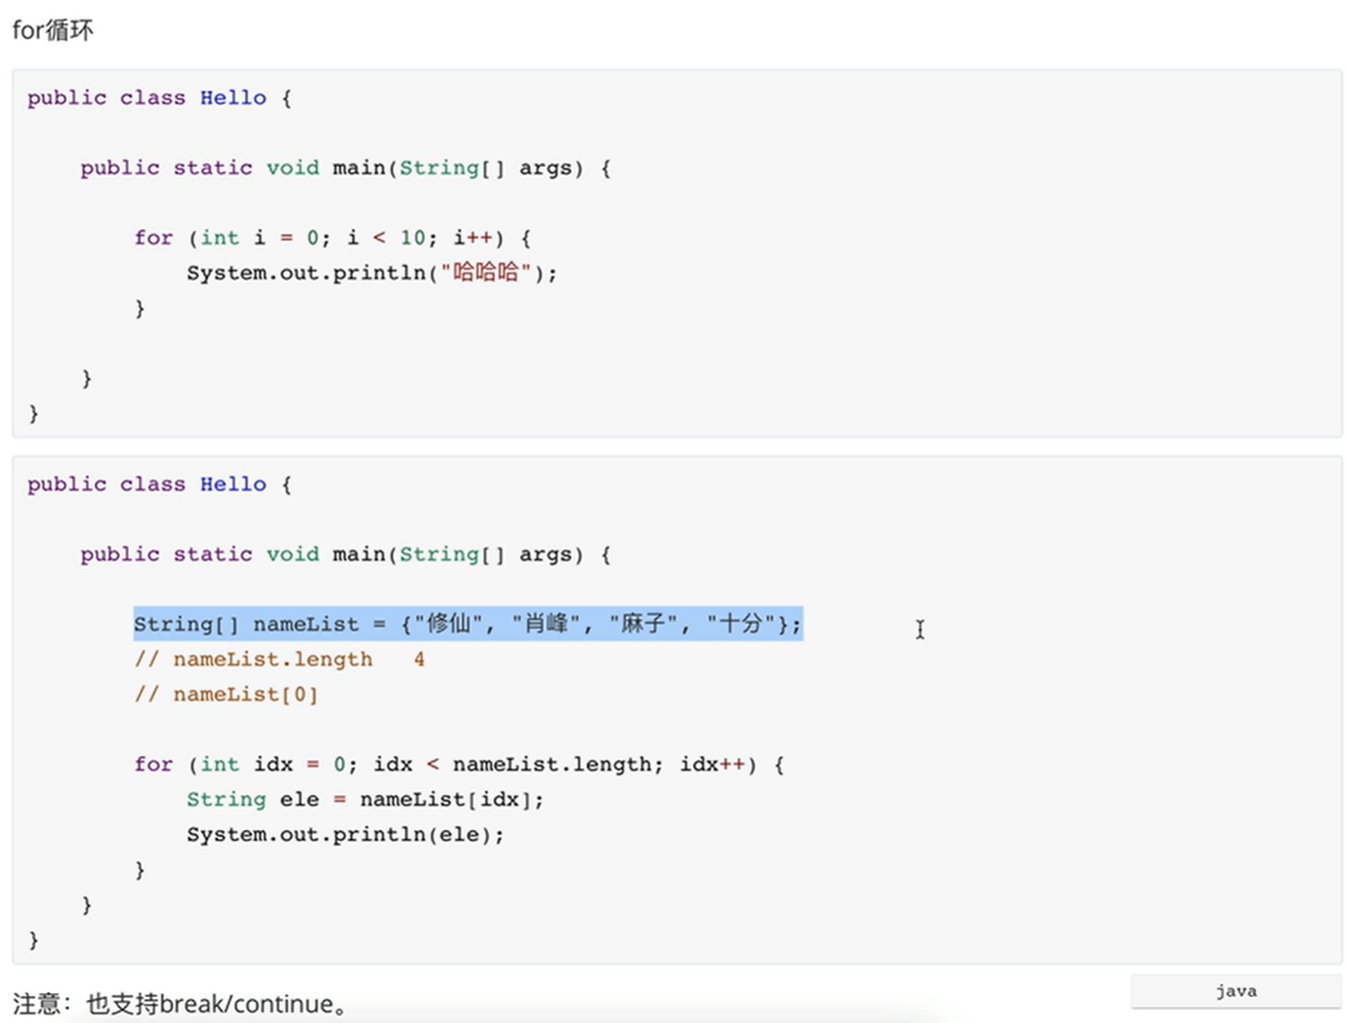 for循环
public class Hello {
public static void main(String[] args) {
for (int i = 0; i < 10; i++) {
System.out.println("哈哈哈");
}
}
}
public class Hello {
public static void main(String[] args) {
String[] nameList = {"修仙", "肖峰", "麻子", "十分"};
// nameList.length   4
// nameList[0]
for (int idx = 0; idx < nameList.length; idx++) {
String ele = nameList[idx];
System.out.println(ele);
}
}
}
java
注意：也支持break/continue。